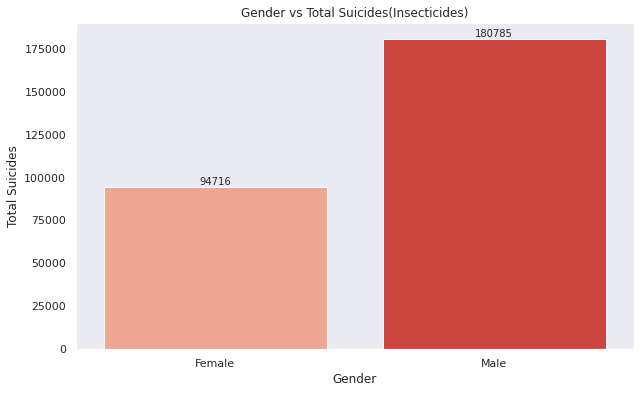 Gender vs Total Suicides(Insecticides)
180785
175000
150000
125000
100000
94716
75000
50000
25000
0
Total Suicides
Female
Male
Gender